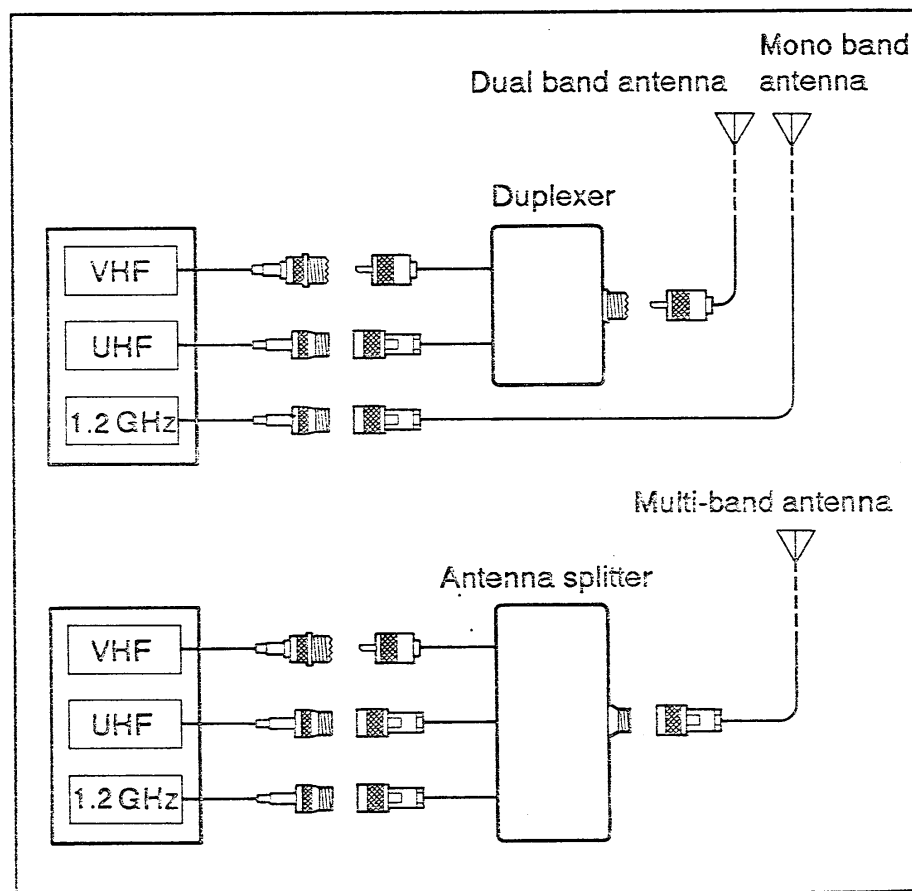 Mono band
Dual band antenna antenna
Duplexer
VHF
UHF
1.2 GHz
Multi-band antenna
Antenna splitter
VHF
UHF
1.2 GHz